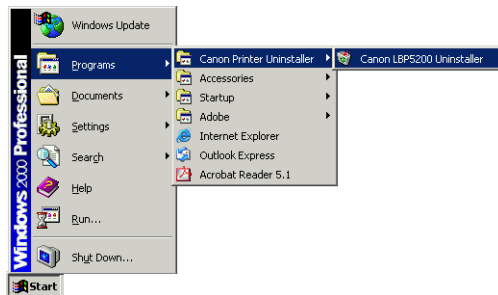 Windows Update
Programs
Documents
Settings
Search
Help
Run...
Shut Down...
Windows 2000 Professional
Start
Canon Printer Uninstaller
Accessories
Startup
Adobe
Internet Explorer
Outlook Express
Acrobat Reader 5.1
Canon LBP5200 Uninstaller